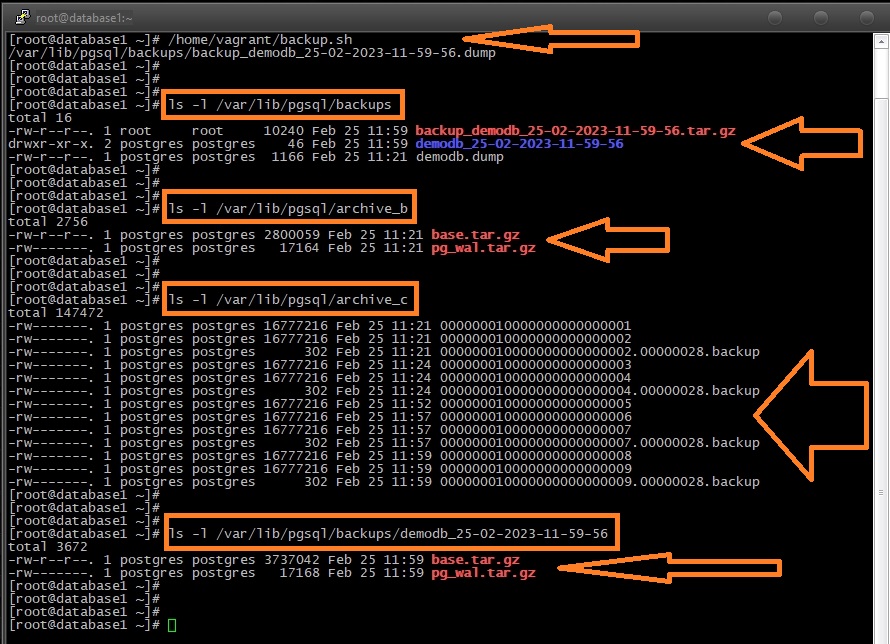 root@database1:~
[root@database1 ~]# /home/vagrant/backup.sh
/var/lib/pgsql/backups/backup_demodb_25-02-2023-11-59-56.dump
[root@database1 ~]#
[root@database1 ~]#
[root@database1 ~]#
[root@database1 ~]# ls -l /var/lib/pgsql/backups
total 16
-rw-r--r--. 1 root     root     10240 Feb 25 11:59 backup_demodb_25-02-2023-11-59-56.tar.gz
drwxr-xr-x. 2 postgres postgres    46 Feb 25 11:59 demodb_25-02-2023-11-59-56
-rw-r--r--. 1 postgres postgres  1166 Feb 25 11:21 demodb.dump
[root@database1 ~]#
[root@database1 ~]#
[root@database1 ~]#
[root@database1 ~]# ls -l /var/lib/pgsql/archive_b
total 2756
-rw-r--r--. 1 postgres postgres 2800059 Feb 25 11:21 base.tar.gz
-rw-------. 1 postgres postgres   17164 Feb 25 11:21 pg_wal.tar.gz
[root@database1 ~]#
[root@database1 ~]#
[root@database1 ~]#
[root@database1 ~]# ls -l /var/lib/pgsql/archive_c
total 147472
-rw-------. 1 postgres postgres 16777216 Feb 25 11:21 000000010000000000000001
-rw-------. 1 postgres postgres 16777216 Feb 25 11:21 000000010000000000000002
-rw-------. 1 postgres postgres      302 Feb 25 11:21 000000010000000000000002.00000028.backup
-rw-------. 1 postgres postgres 16777216 Feb 25 11:24 000000010000000000000003
-rw-------. 1 postgres postgres 16777216 Feb 25 11:24 000000010000000000000004
-rw-------. 1 postgres postgres      302 Feb 25 11:24 000000010000000000000004.00000028.backup
-rw-------. 1 postgres postgres 16777216 Feb 25 11:52 000000010000000000000005
-rw-------. 1 postgres postgres 16777216 Feb 25 11:57 000000010000000000000006
-rw-------. 1 postgres postgres 16777216 Feb 25 11:57 000000010000000000000007
-rw-------. 1 postgres postgres      302 Feb 25 11:57 000000010000000000000007.00000028.backup
-rw-------. 1 postgres postgres 16777216 Feb 25 11:59 000000010000000000000008
-rw-------. 1 postgres postgres 16777216 Feb 25 11:59 000000010000000000000009
-rw-------. 1 postgres postgres      302 Feb 25 11:59 000000010000000000000009.00000028.backup
[root@database1 ~]#
[root@database1 ~]#
[root@database1 ~]#
[root@database1 ~]# ls -l /var/lib/pgsql/backups/demodb_25-02-2023-11-59-56
total 3672
-rw-r--r--. 1 postgres postgres 3737042 Feb 25 11:59 base.tar.gz
-rw-------. 1 postgres postgres   17168 Feb 25 11:59 pg_wal.tar.gz
[root@database1 ~]#
[root@database1 ~]#
[root@database1 ~]#
[root@database1 ~]#